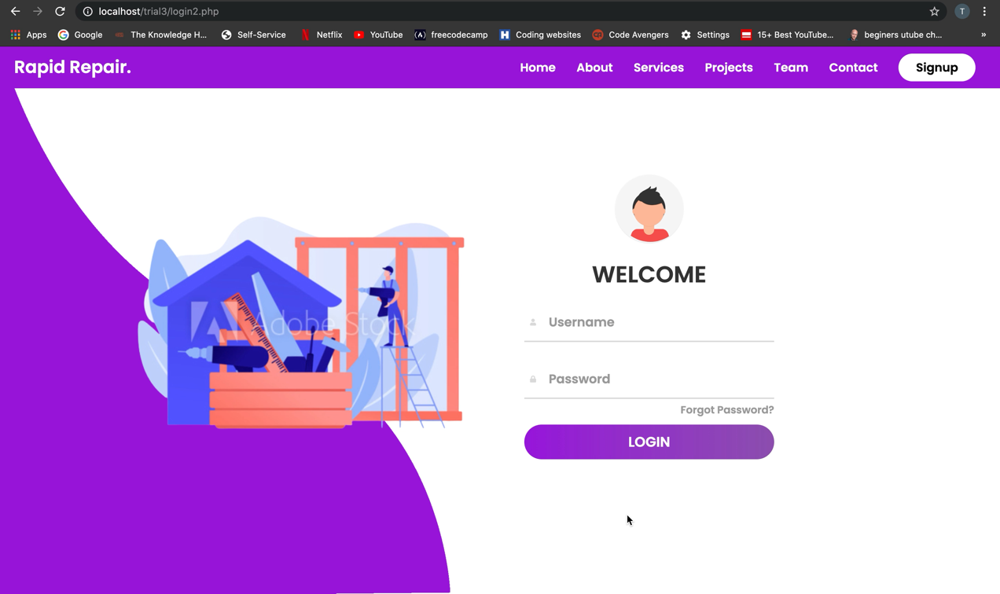 localhost/trial3/login2.php
T
Apps Google The Knowledge H... Self-Service Netflix YouTube freecodecamp Coding websites Code Avengers Settings 15+ Best YouTube... beginers utube ch... »
Rapid Repair. Home About Services Projects Team Contact Signup
Adobe Stock
WELCOME
Username
Password
Forgot Password?
LOGIN